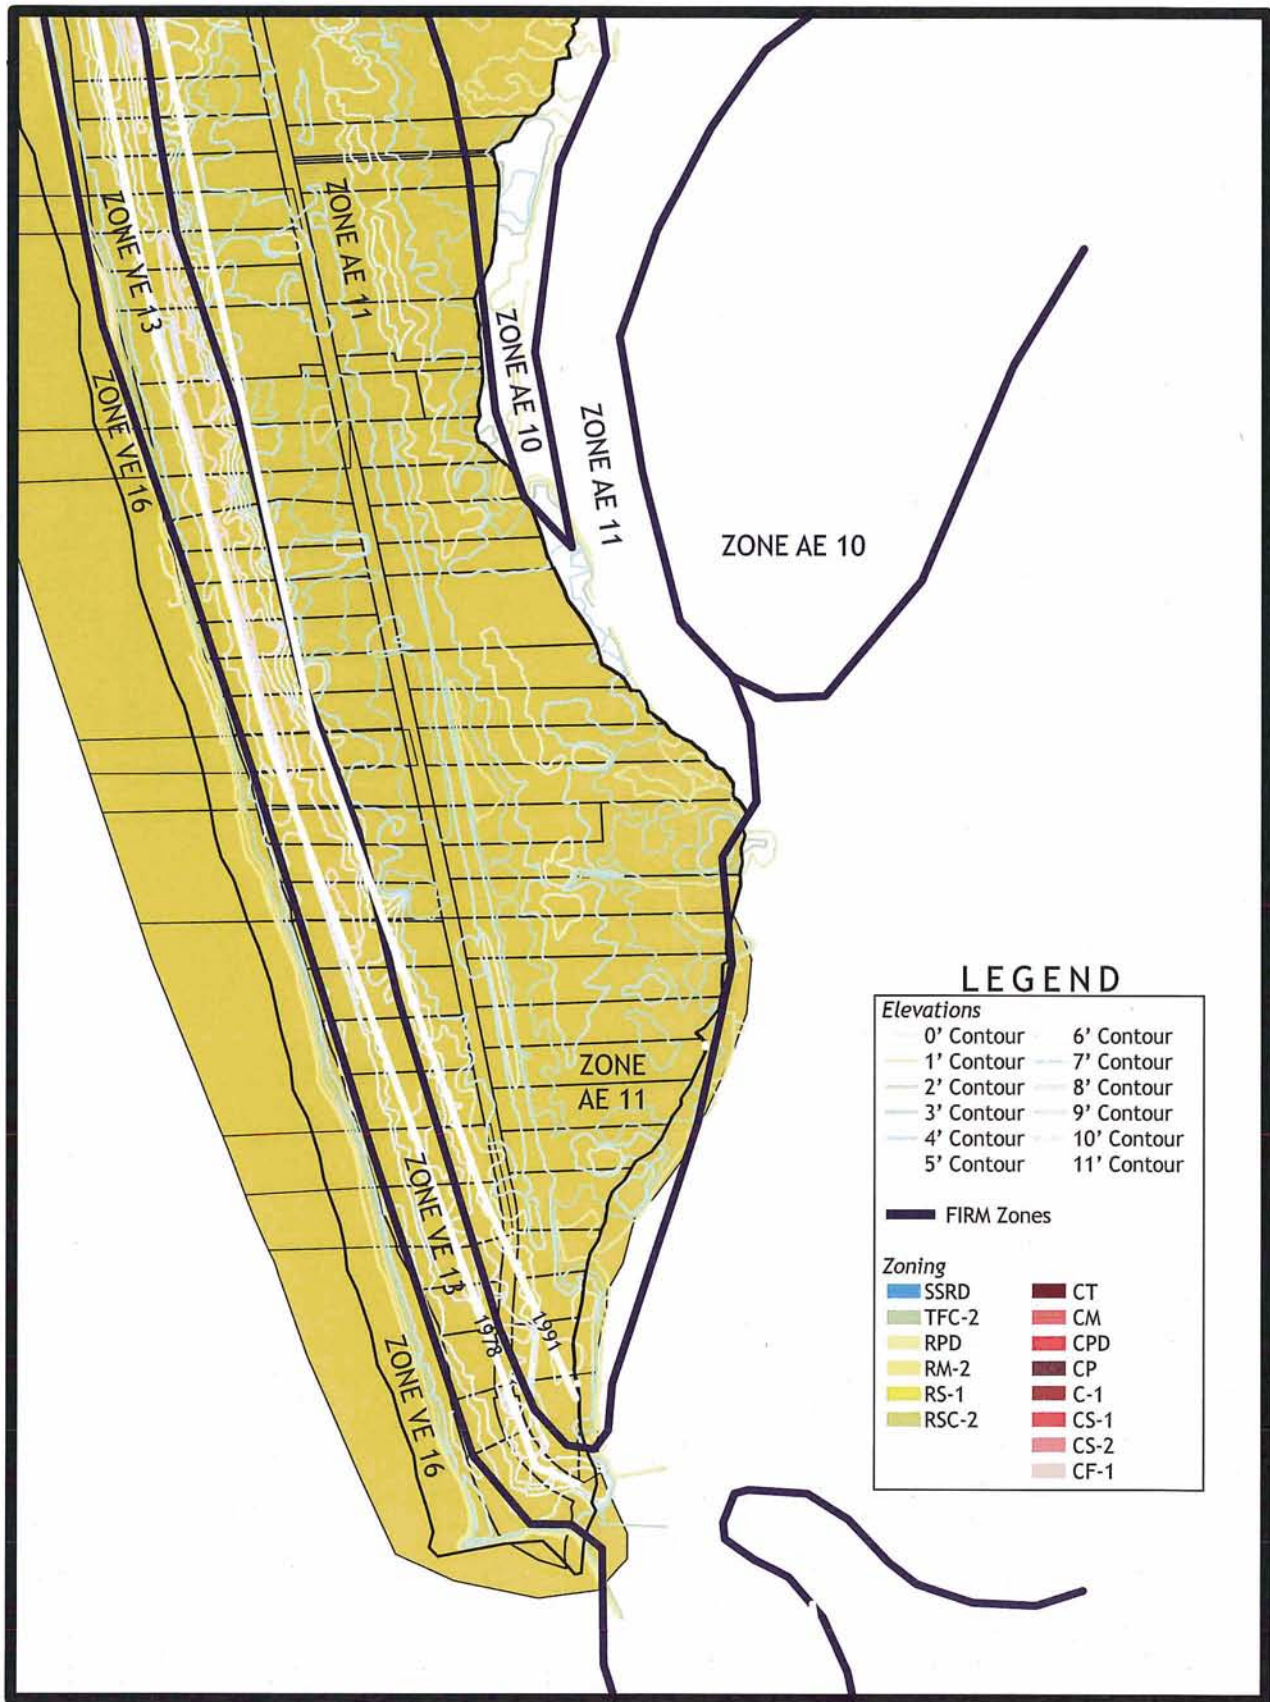 ZONE VE 13
ZONE AE 11
ZONE AE 10
ZONE VE 16
ZONE AE 11
ZONE AE 10
ZONE
AE 11
ZONE VE 13
1978
1991
ZONE VE 16
LEGEND
Elevations
0' Contour
6' Contour
1' Contour
7' Contour
2' Contour
8' Contour
3' Contour
9' Contour
4' Contour
10' Contour
5' Contour
11' Contour
FIRM Zones
Zoning
SSRD
CT
TFC-2
CM
RPD
CPD
RM-2
CP
RS-1
C-1
RSC-2
CS-1
CS-2
CF-1